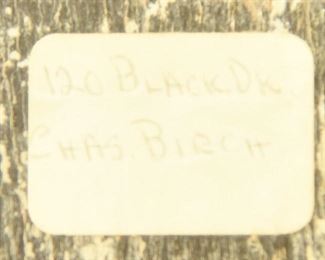 120 BLACK DK
CHAS. BIRCH